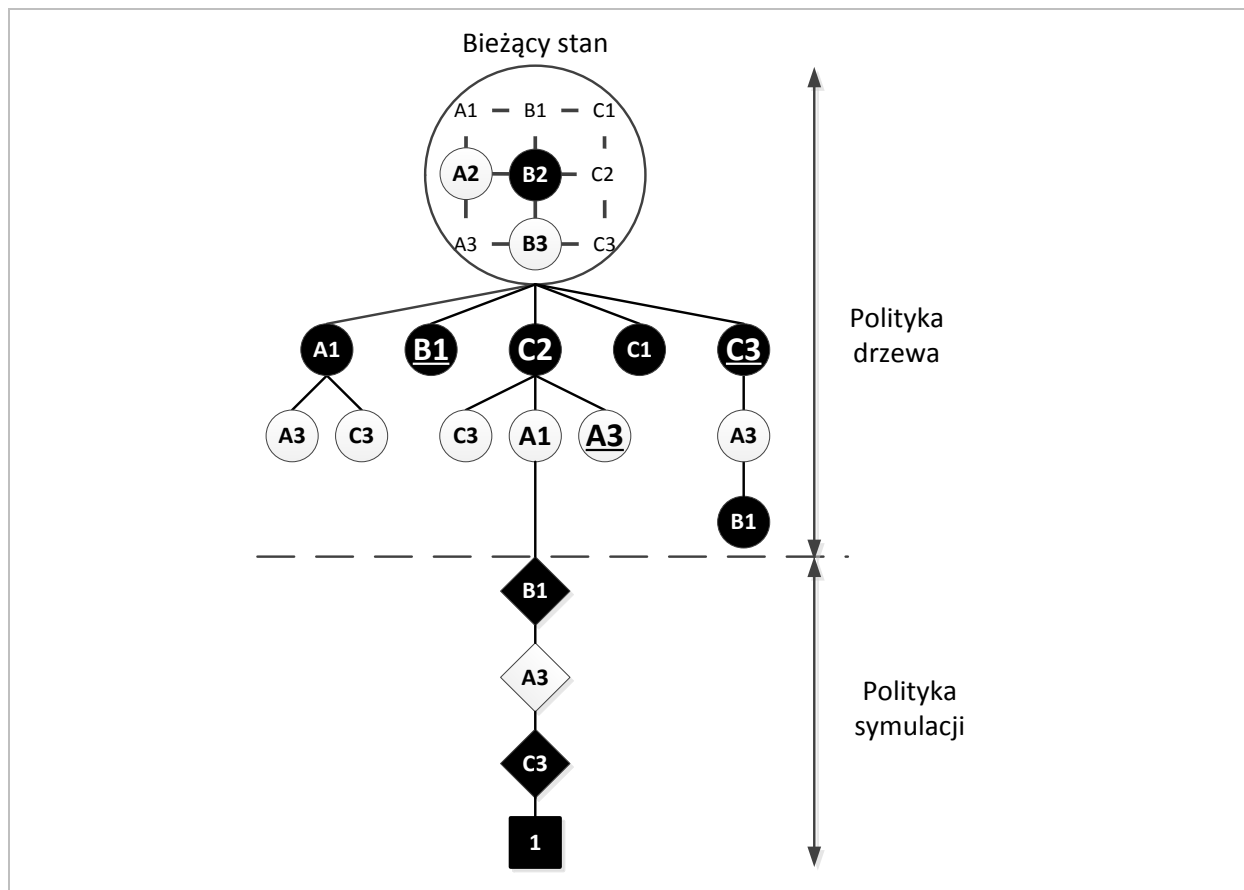 Bieżący stan
A1 B1 C1
A2 B2 C2
A3 B3 C3
A1 B1 C2 C1 C3
Polityka
drzewa
A3 C3 C3 A1 A3 A3
B1
B1
A3
Polityka
symulacji
C3
1